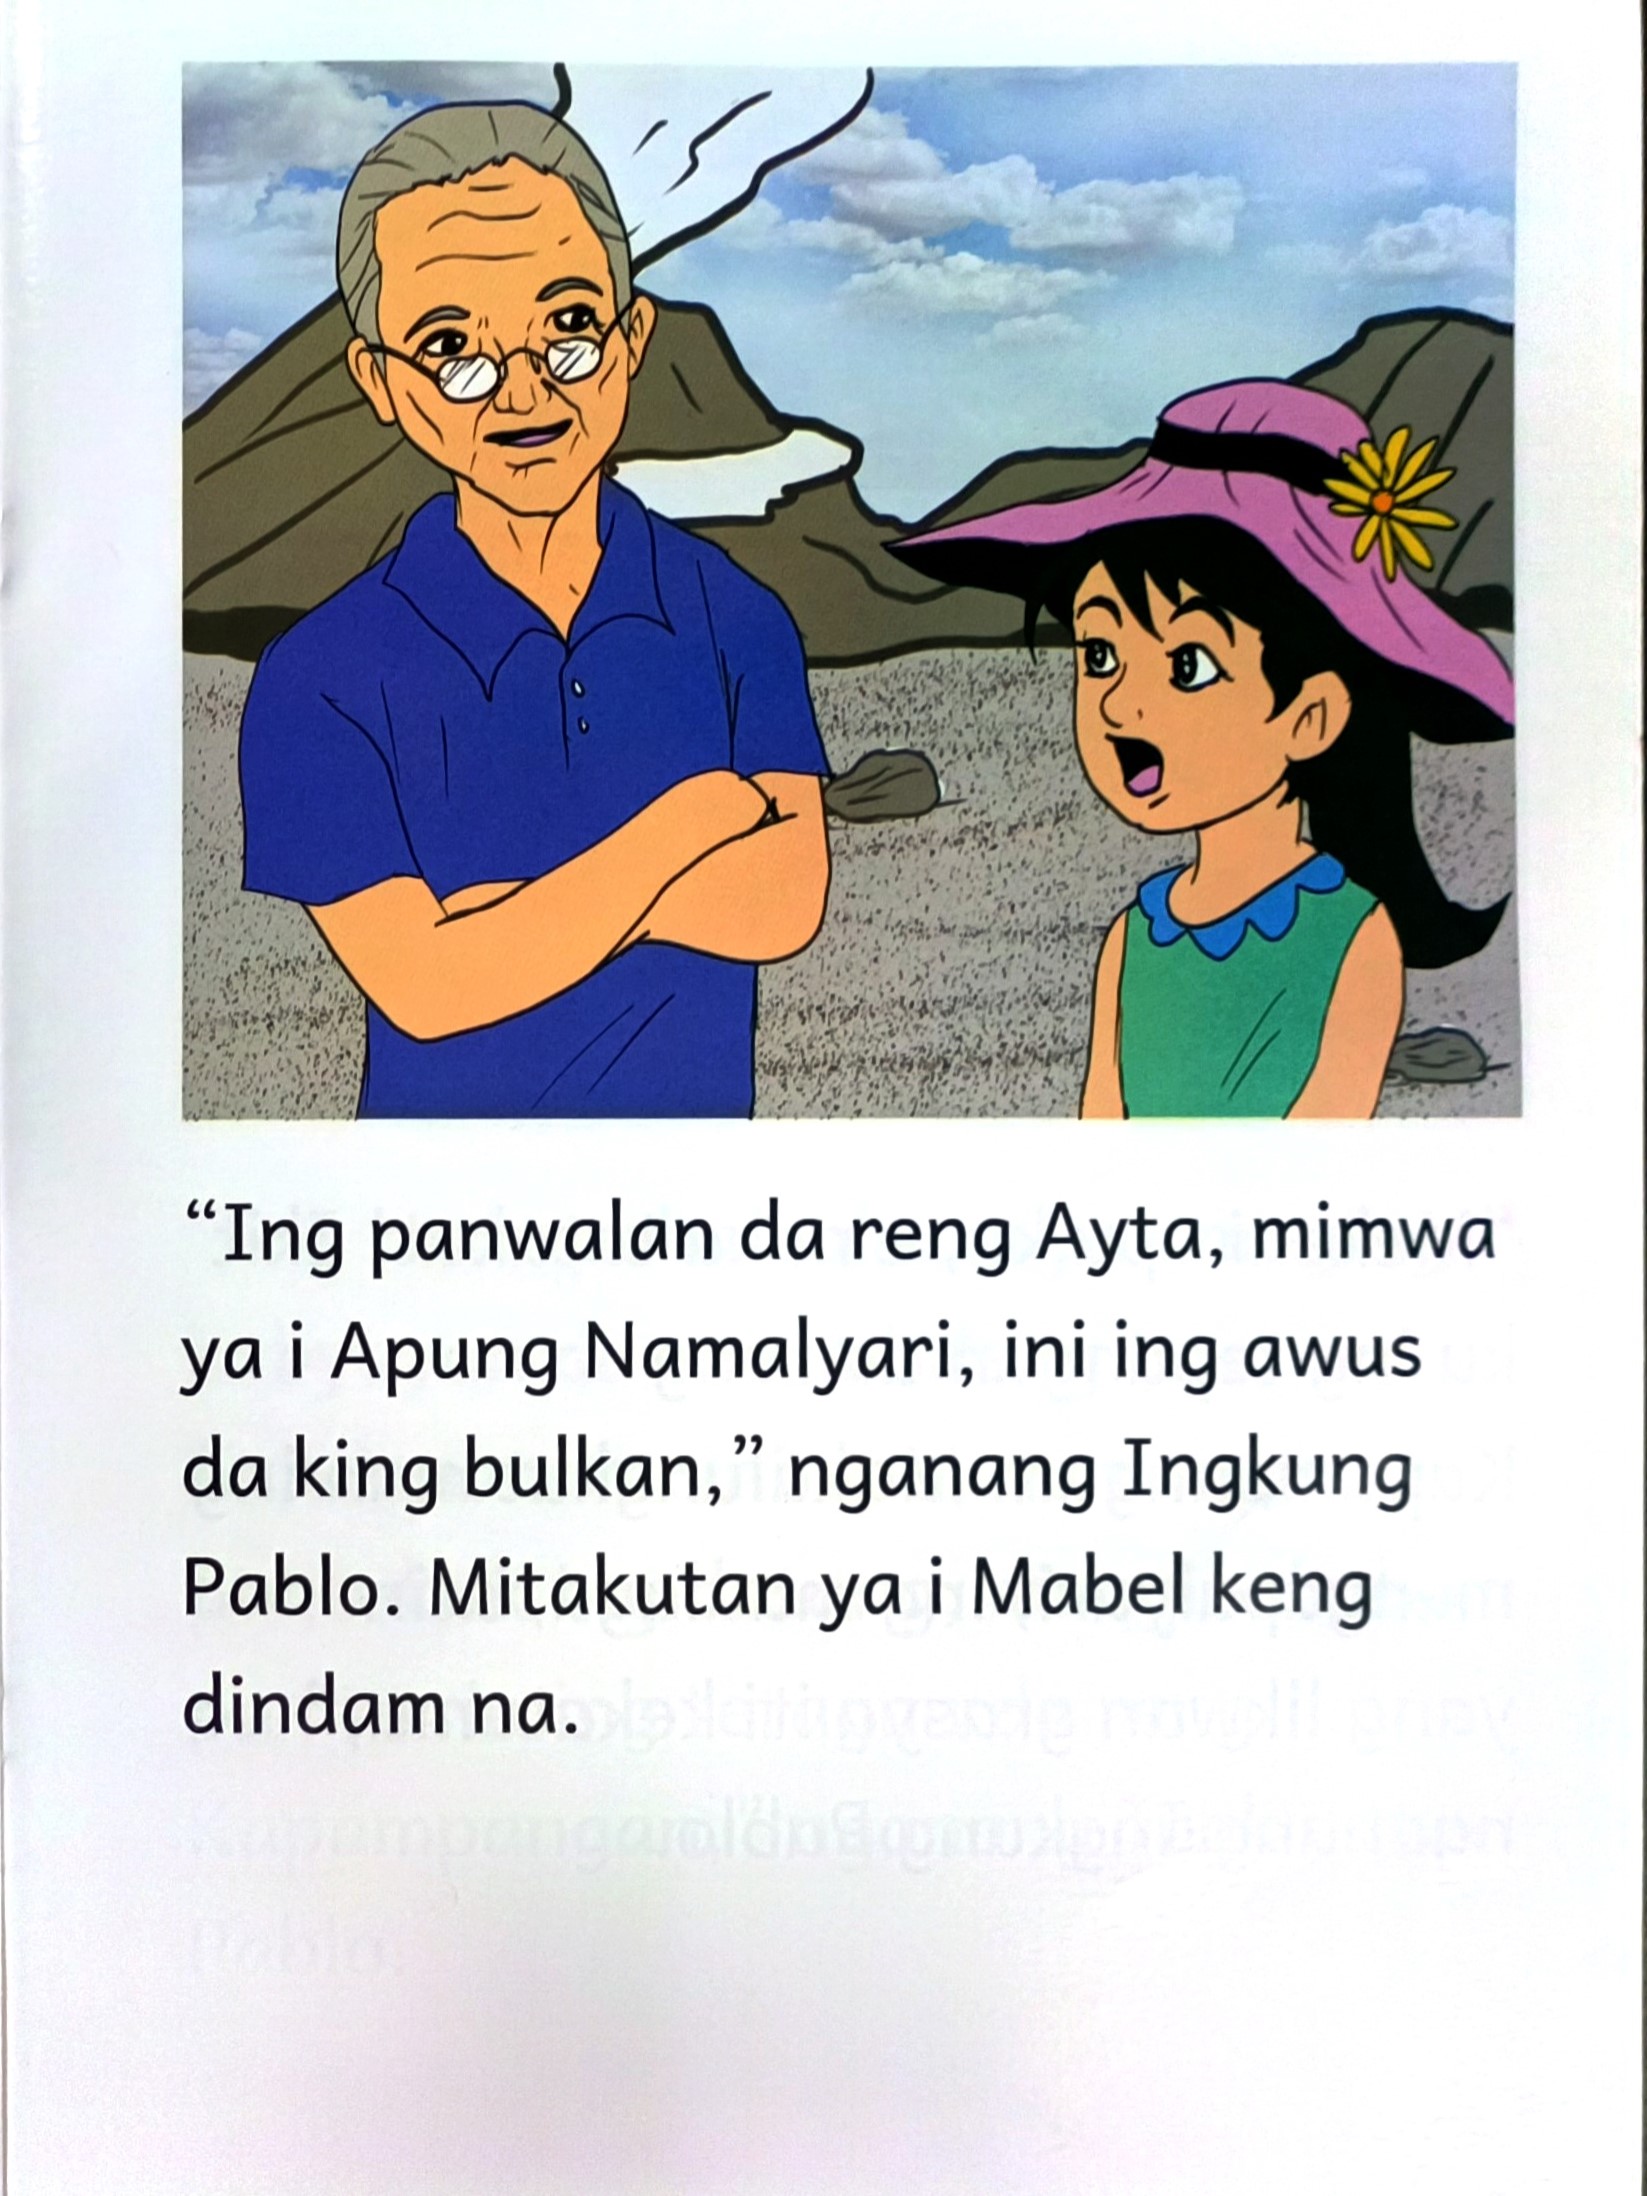 “Ing panwalan da reng Ayta, mimwa
ya i Apung Namalyari, ini ing awus
da king bulkan,” nganang Ingkung
Pablo. Mitakutan ya i Mabel keng
dindam na.